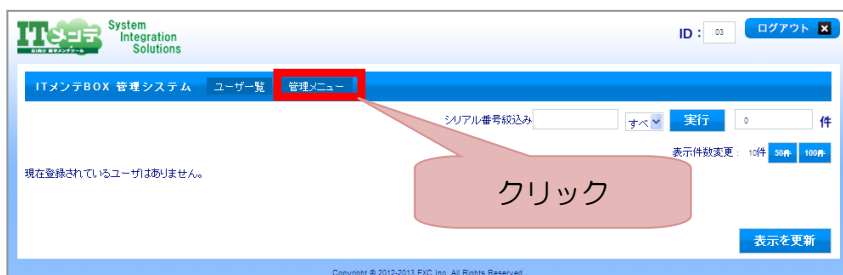 ITメンテ System
Integration
Solutions
ID : 03 ログアウト
ITメンテBOX 管理システム ユーザ一覧 管理メニュー
シリアル番号絞込み すべ 実行 0 件
表示件数変更 : 10件 50件 100件
現在登録されているユーザはありません。
クリック
表示を更新
Copyright © 2012-2013 FXC Inc. All Rights Reserved.